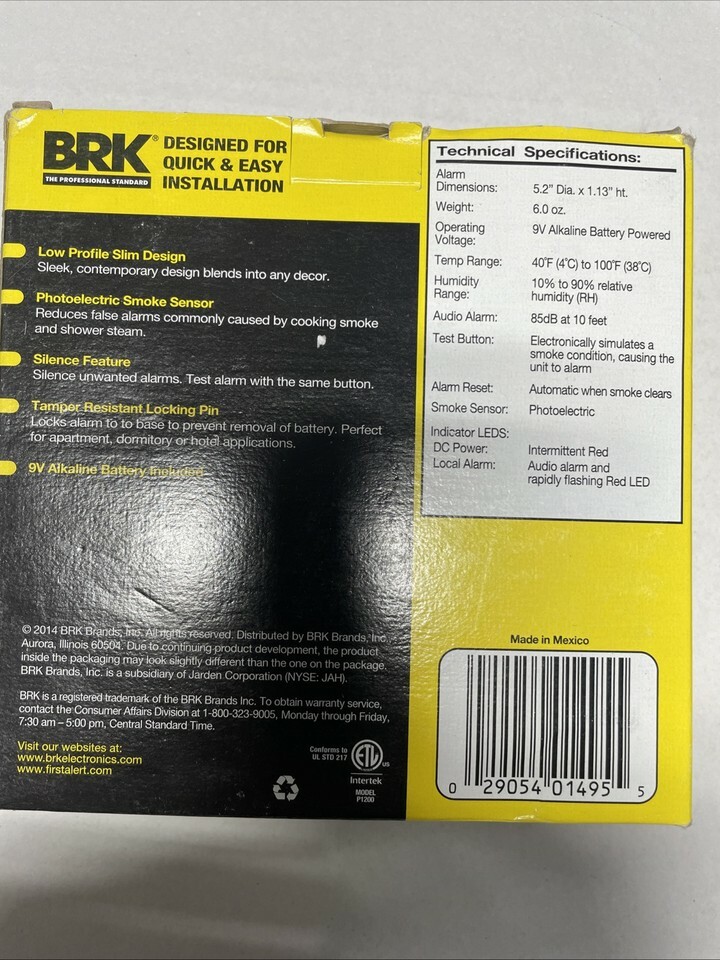 BRK®
THE PROFESSIONAL STANDARD
DESIGNED FOR
QUICK & EASY
INSTALLATION
Low Profile Slim Design
Sleek, contemporary design blends into any decor.
Photoelectric Smoke Sensor
Reduces false alarms commonly caused by cooking smoke
and shower steam.
Silence Feature
Silence unwanted alarms. Test alarm with the same button.
Tamper Resistant Locking Pin
Locks alarm to to base to prevent removal of battery. Perfect
for apartment, dormitory or hotel applications.
9V Alkaline Battery Included
© 2014 BRK Brands, Inc. All rights reserved. Distributed by BRK Brands, Inc.,
Aurora, Illinois 60504. Due to continuing product development, the product
inside the packaging may look slightly different than the one on the package.
BRK Brands, Inc. is a subsidiary of Jarden Corporation (NYSE: JAH).
BRK is a registered trademark of the BRK Brands Inc. To obtain warranty service,
contact the Consumer Affairs Division at 1-800-323-9005, Monday through Friday,
7:30 am – 5:00 pm, Central Standard Time.
Visit our websites at:
www.brkelectronics.com
www.firstalert.com
Conforms to
UL STD 217
ETL
US
Intertek
MODEL
P1200
Technical Specifications:
Alarm
Dimensions: 5.2" Dia. x 1.13" ht.
Weight: 6.0 oz.
Operating
Voltage: 9V Alkaline Battery Powered
Temp Range: 40˚F (4˚C) to 100˚F (38˚C)
Humidity
Range: 10% to 90% relative
humidity (RH)
Audio Alarm: 85dB at 10 feet
Test Button: Electronically simulates a
smoke condition, causing the
unit to alarm
Alarm Reset: Automatic when smoke clears
Smoke Sensor: Photoelectric
Indicator LEDS:
DC Power: Intermittent Red
Local Alarm: Audio alarm and
rapidly flashing Red LED
Made in Mexico
0 29054 01495 5